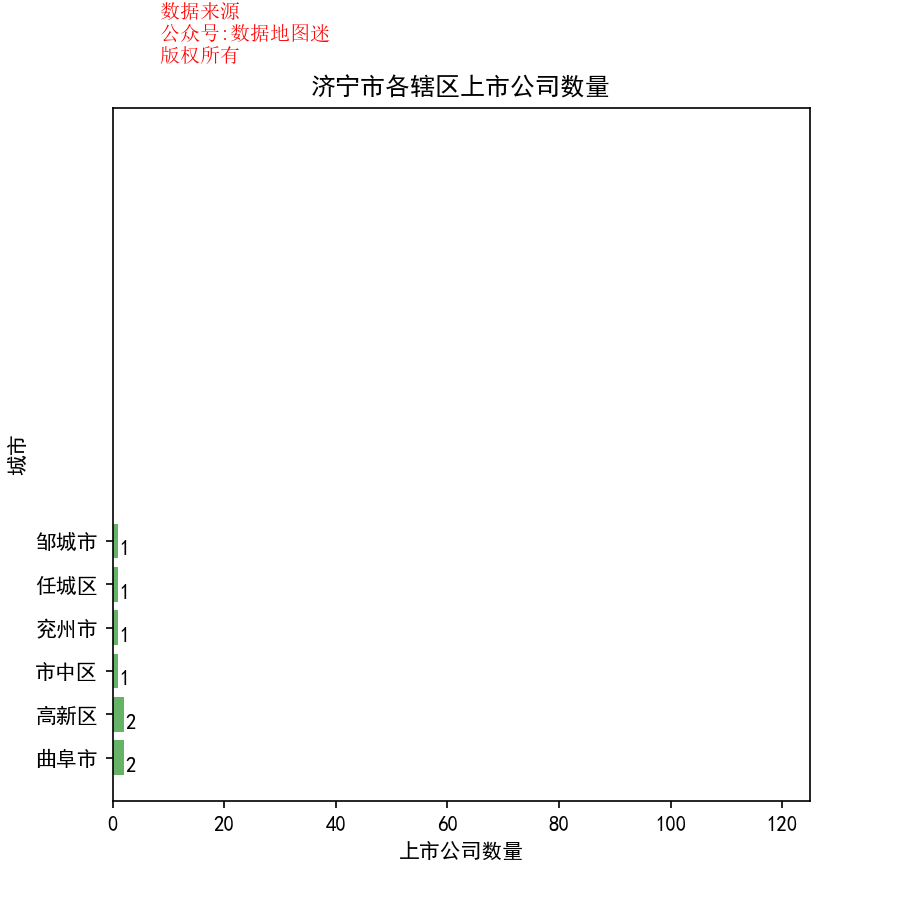 数据来源
公众号:数据地图迷
版权所有
济宁市各辖区上市公司数量
城市
邹城市 1
任城区 1
兖州市 1
市中区 1
高新区 2
曲阜市 2
0 20 40 60 80 100 120
上市公司数量